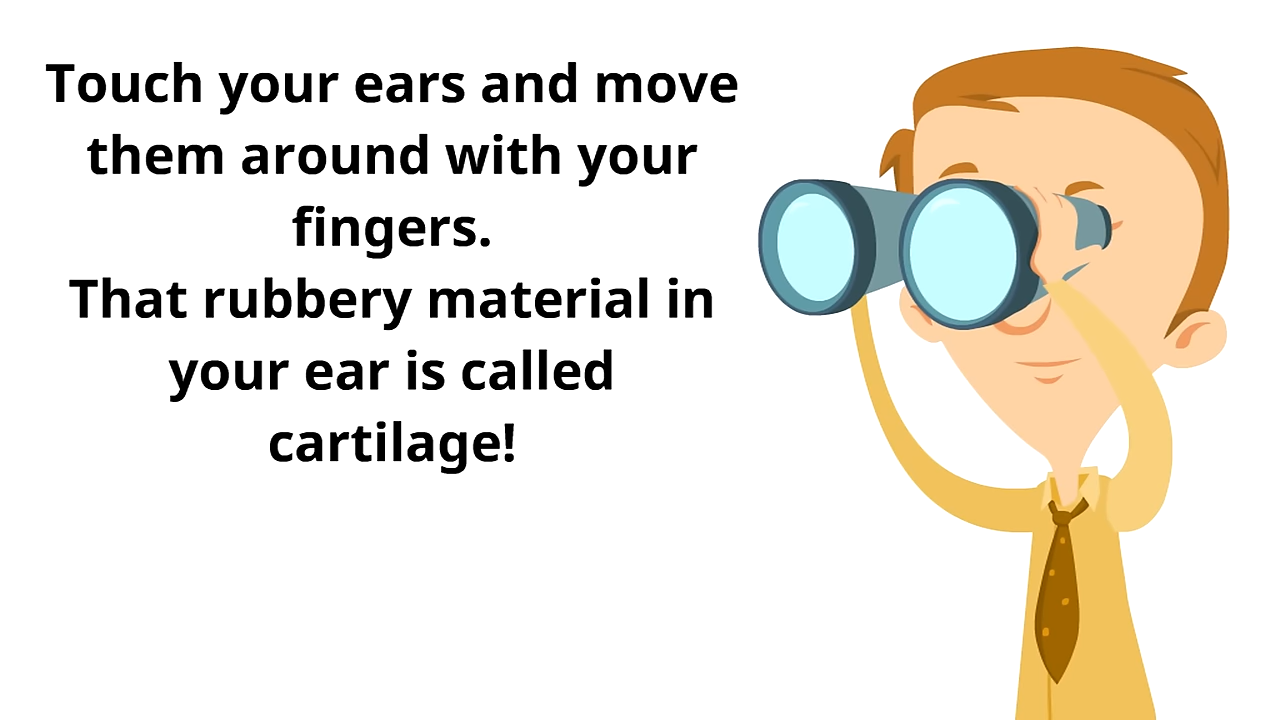 Touch your ears and move
them around with your
fingers.
That rubbery material in
your ear is called
cartilage!